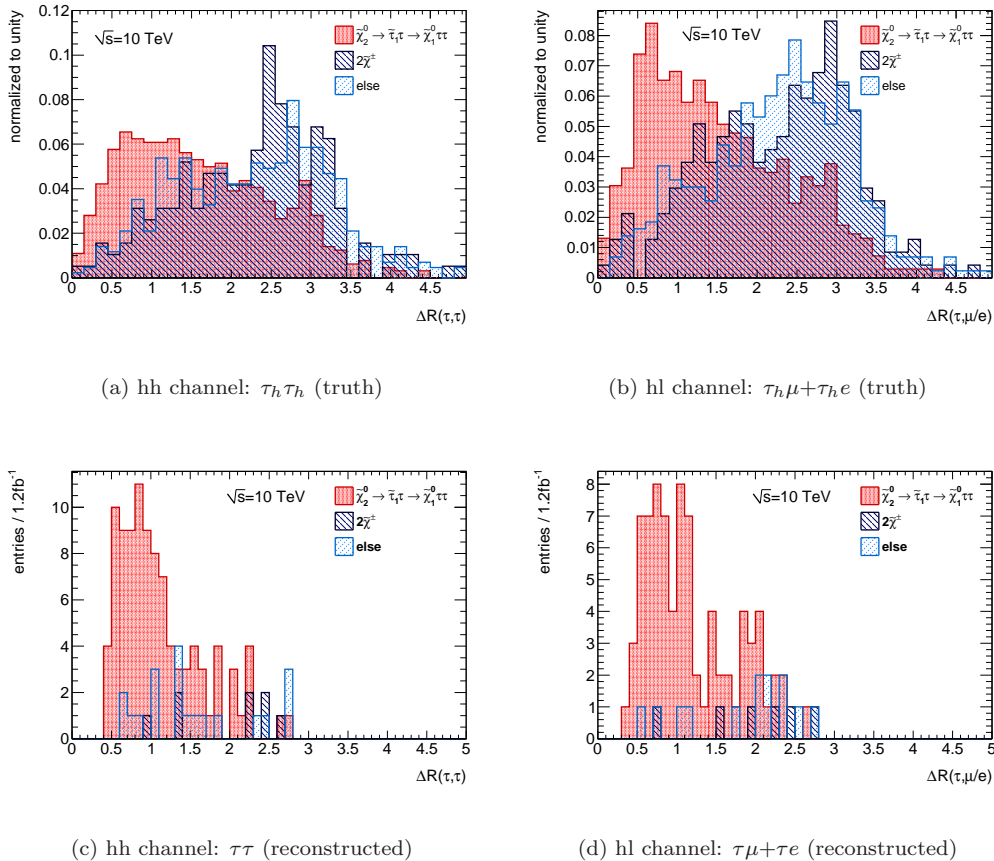 normalized to unity
0.12
0.1
0.08
0.06
0.04
0.02
0
√s=10 TeV
χ̃⁰₂ → τ̃₁τ → χ̃⁰₁ττ
2χ̃±
else
0 0.5 1 1.5 2 2.5 3 3.5 4 4.5
ΔR(τ,τ)
(a) hh channel: τₕτₕ (truth)
normalized to unity
0.08
0.07
0.06
0.05
0.04
0.03
0.02
0.01
0
√s=10 TeV
χ̃⁰₂ → τ̃₁τ → χ̃⁰₁ττ
2χ̃±
else
0 0.5 1 1.5 2 2.5 3 3.5 4 4.5
ΔR(τ,μ/e)
(b) hl channel: τₕμ+τₕe (truth)
entries / 1.2fb⁻¹
10
8
6
4
2
0
√s=10 TeV
χ̃⁰₂ → τ̃₁τ → χ̃⁰₁ττ
2χ̃±
else
0 0.5 1 1.5 2 2.5 3 3.5 4 4.5 5
ΔR(τ,τ)
(c) hh channel: ττ (reconstructed)
entries / 1.2fb⁻¹
8
7
6
5
4
3
2
1
0
√s=10 TeV
χ̃⁰₂ → τ̃₁τ → χ̃⁰₁ττ
2χ̃±
else
0 0.5 1 1.5 2 2.5 3 3.5 4 4.5 5
ΔR(τ,μ/e)
(d) hl channel: τμ+τe (reconstructed)